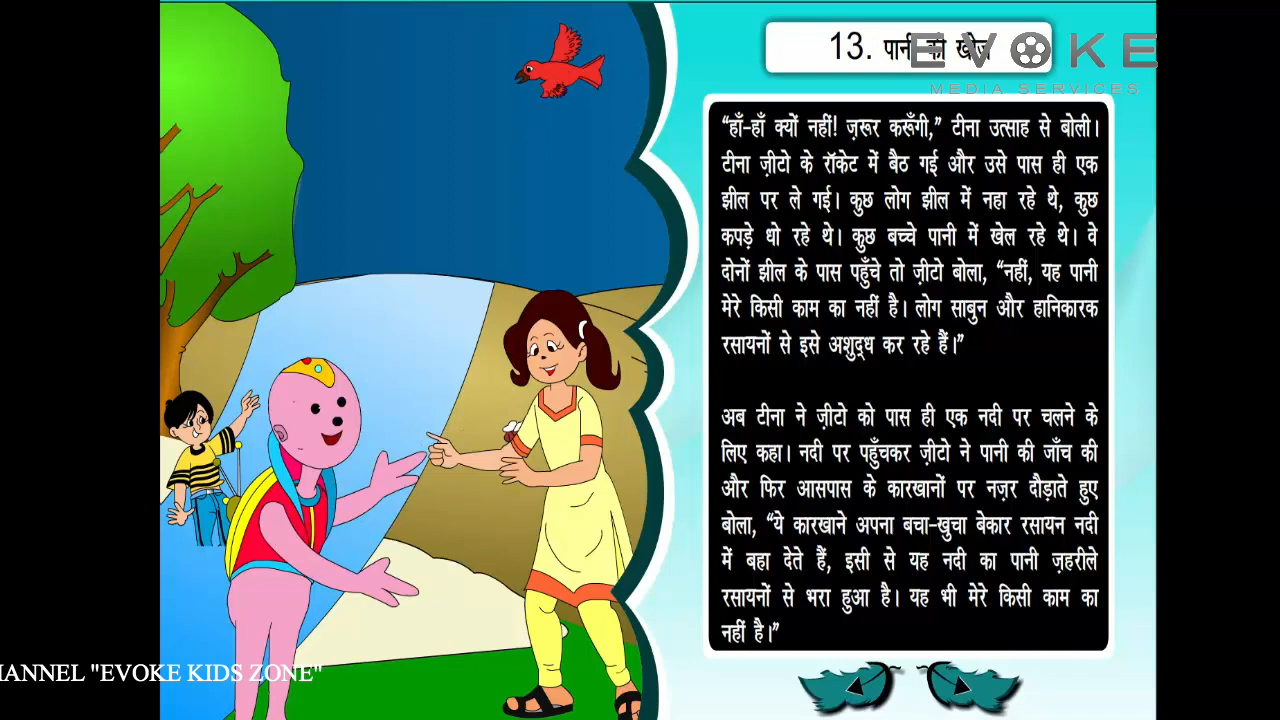 13. पानी की खोज
EVOKE
MEDIA SERVICES
“हाँ-हाँ क्यों नहीं! ज़रूर करूँगी,” टीना उत्साह से बोली।
टीना ज़ीटो के रॉकेट में बैठ गई और उसे पास ही एक
झील पर ले गई। कुछ लोग झील में नहा रहे थे, कुछ
कपड़े धो रहे थे। कुछ बच्चे पानी में खेल रहे थे। वे
दोनों झील के पास पहुँचे तो ज़ीटो बोला, “नहीं, यह पानी
मेरे किसी काम का नहीं है। लोग साबुन और हानिकारक
रसायनों से इसे अशुद्ध कर रहे हैं।”
अब टीना ने ज़ीटो को पास ही एक नदी पर चलने के
लिए कहा। नदी पर पहुँचकर ज़ीटो ने पानी की जाँच की
और फिर आसपास के कारखानों पर नज़र दौड़ाते हुए
बोला, “ये कारखाने अपना बचा-खुचा बेकार रसायन नदी
में बहा देते हैं, इसी से यह नदी का पानी ज़हरीले
रसायनों से भरा हुआ है। यह भी मेरे किसी काम का
नहीं है।”
HANNEL "EVOKE KIDS ZONE"